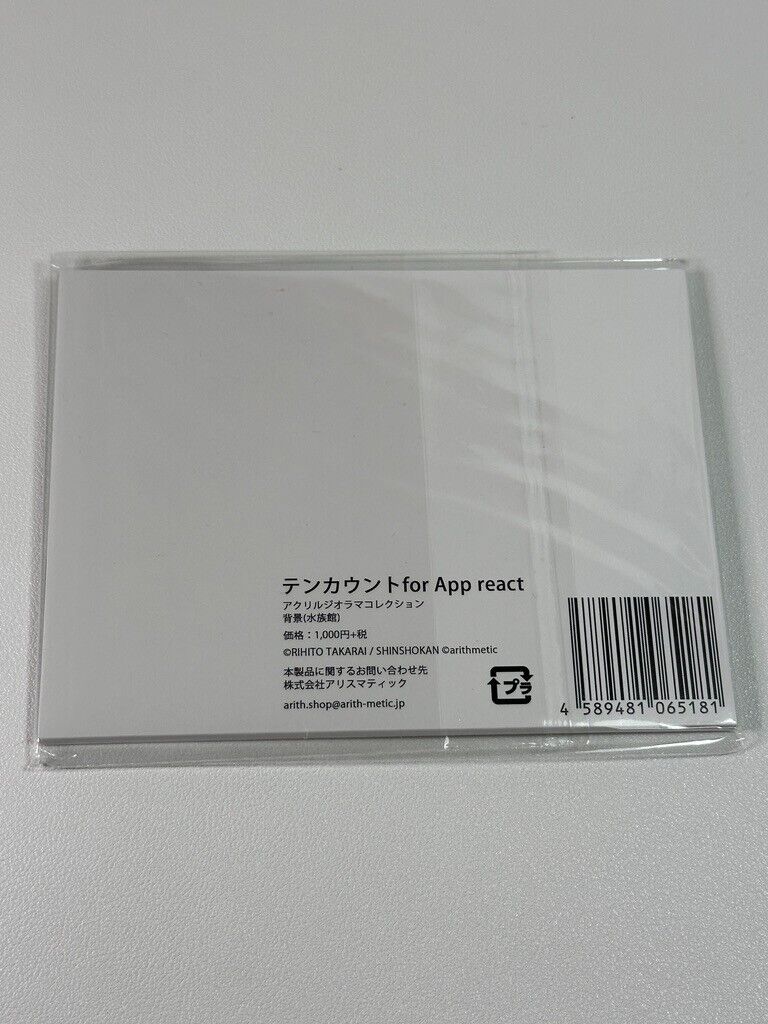 テンカウントfor App react
アクリルジオラマコレクション
背景(水族館)
価格：1,000円+税
©RIHITO TAKARAI / SHINSHOKAN ©arithmetic
本製品に関するお問い合わせ先
株式会社アリスマティック
arith.shop@arith-metic.jp
プラ
4 589481 065181